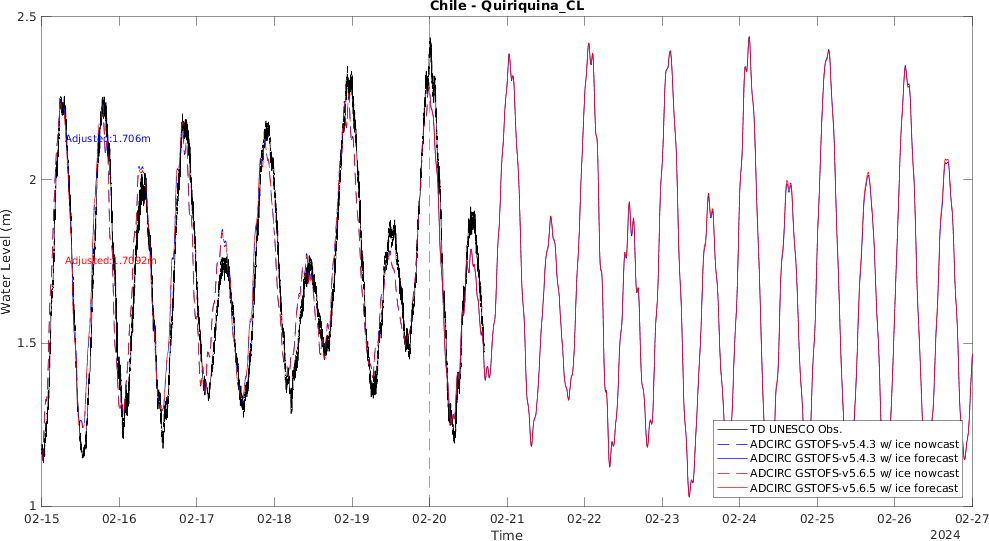 Chile - Quiriquina_CL
2.5
2
1.5
1
Water Level (m)
Adjusted:1.706m
Adjusted:1.7092m
TD UNESCO Obs.
ADCIRC GSTOFS-v5.4.3 w/ ice nowcast
ADCIRC GSTOFS-v5.4.3 w/ ice forecast
ADCIRC GSTOFS-v5.6.5 w/ ice nowcast
ADCIRC GSTOFS-v5.6.5 w/ ice forecast
02-15 02-16 02-17 02-18 02-19 02-20 02-21 02-22 02-23 02-24 02-25 02-26 02-27
Time
2024